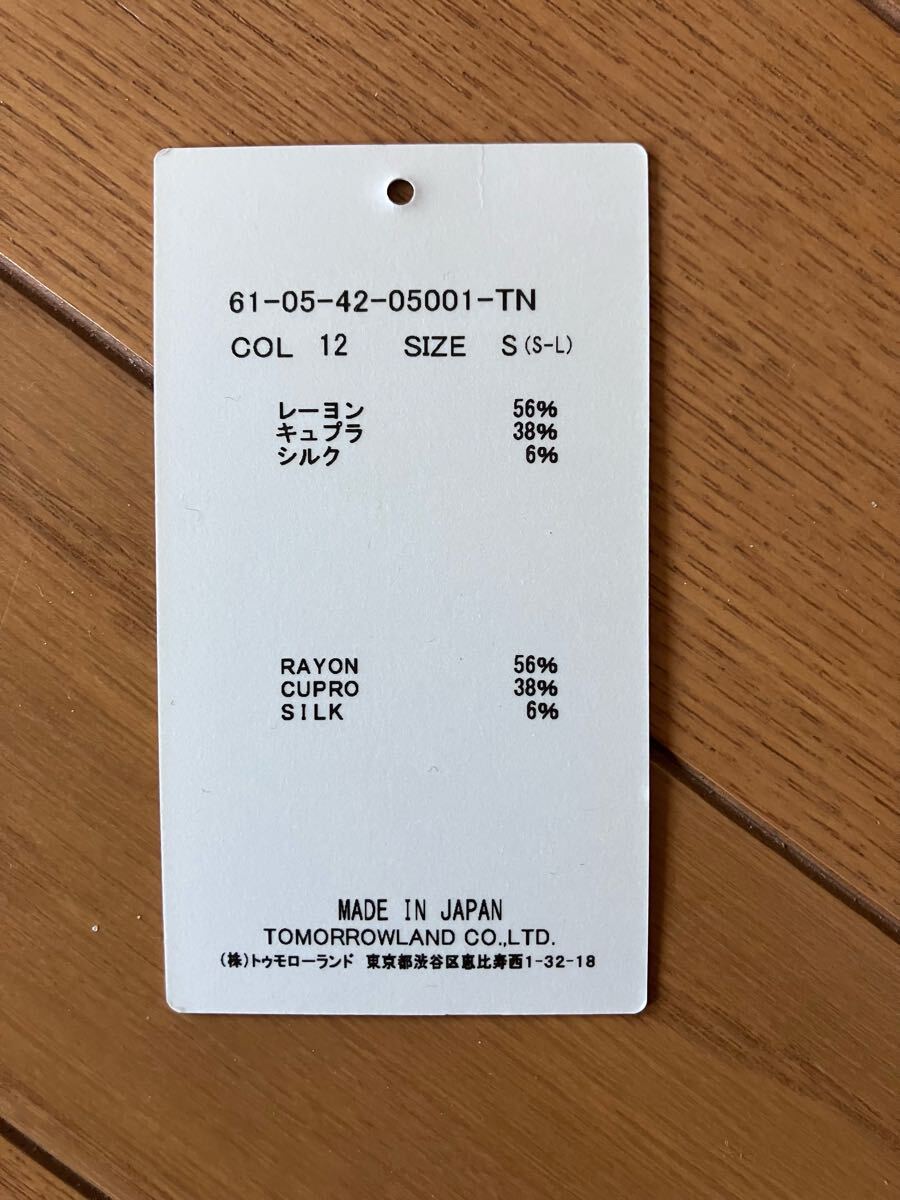 61-05-42-05001-TN
COL 12 SIZE S (S-L)
レーヨン 56%
キュプラ 38%
シルク 6%
RAYON 56%
CUPRO 38%
SILK 6%
MADE IN JAPAN
TOMORROWLAND CO.,LTD.
(株)トゥモローランド 東京都渋谷区恵比寿西1-32-18